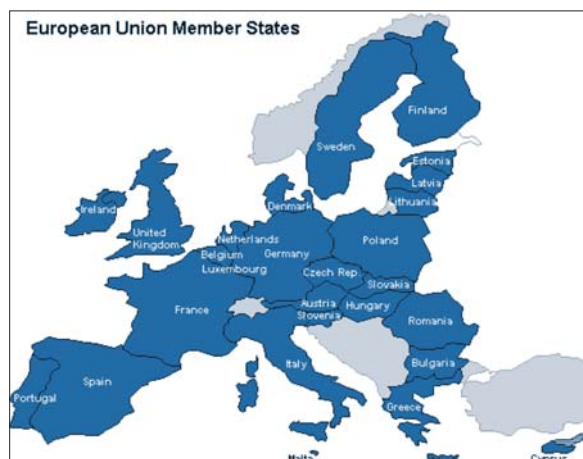 European Union Member States
Finland
Sweden
Estonia
Latvia
Lithuania
Denmark
Ireland
United
Kingdom
Netherlands
Belgium
Germany
Poland
Luxembourg
Czech Rep.
Slovakia
France
Austria
Hungary
Slovenia
Romania
Italy
Bulgaria
Spain
Portugal
Greece
Malta
Cyprus